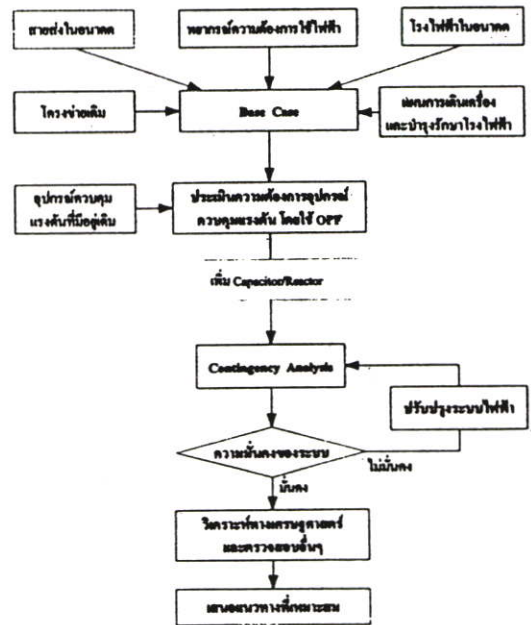 สายส่งในอนาคต
พยากรณ์ความต้องการใช้ไฟฟ้า
โรงไฟฟ้าในอนาคต
โครงข่ายเดิม
Base Case
แผนการเดินเครื่อง
และบำรุงรักษาโรงไฟฟ้า
อุปกรณ์ควบคุม
แรงดันที่มีอยู่เดิม
ประเมินความต้องการอุปกรณ์
ควบคุมแรงดัน โดยใช้ OPF
เพิ่ม Capacitor/Reactor
Contingency Analysis
ปรับปรุงระบบไฟฟ้า
ความมั่นคงของระบบ
ไม่มั่นคง
มั่นคง
วิเคราะห์ทางเศรษฐศาสตร์
และตรวจสอบอื่นๆ
เสนอแนวทางที่เหมาะสม